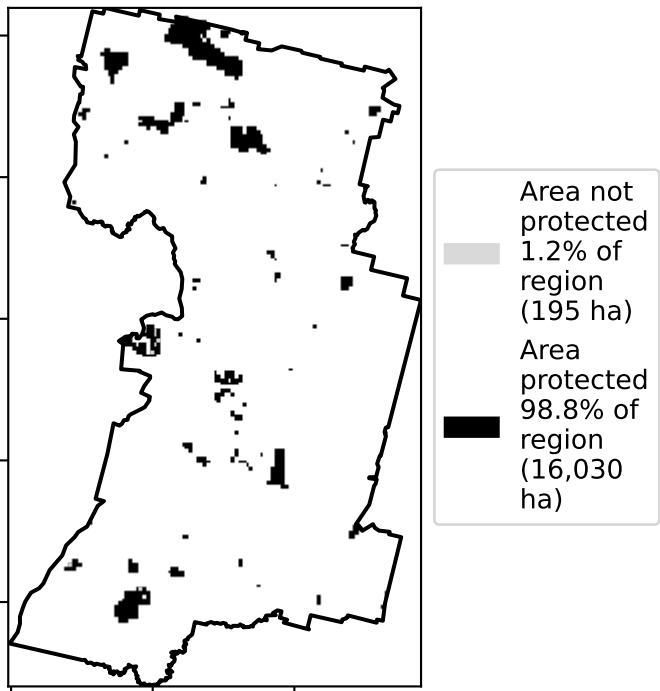 Area not
protected
1.2% of
region
(195 ha)
Area
protected
98.8% of
region
(16,030
ha)